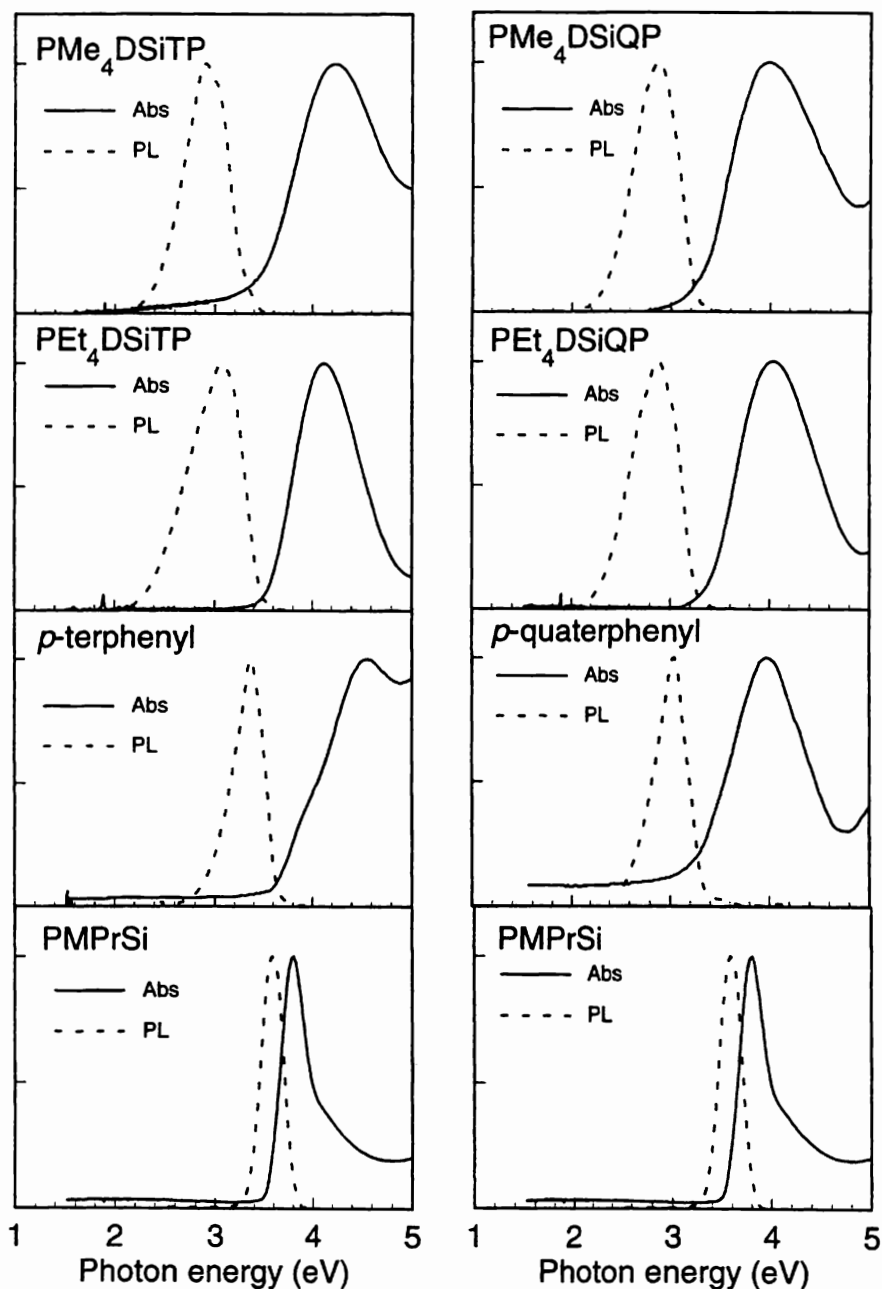 PMe4DSiTP
Abs
PL
PEt4DSiTP
Abs
PL
p-terphenyl
Abs
PL
PMPrSi
Abs
PL
1 2 3 4 5
Photon energy (eV)
PMe4DSiQP
Abs
PL
PEt4DSiQP
Abs
PL
p-quaterphenyl
Abs
PL
PMPrSi
Abs
PL
1 2 3 4 5
Photon energy (eV)